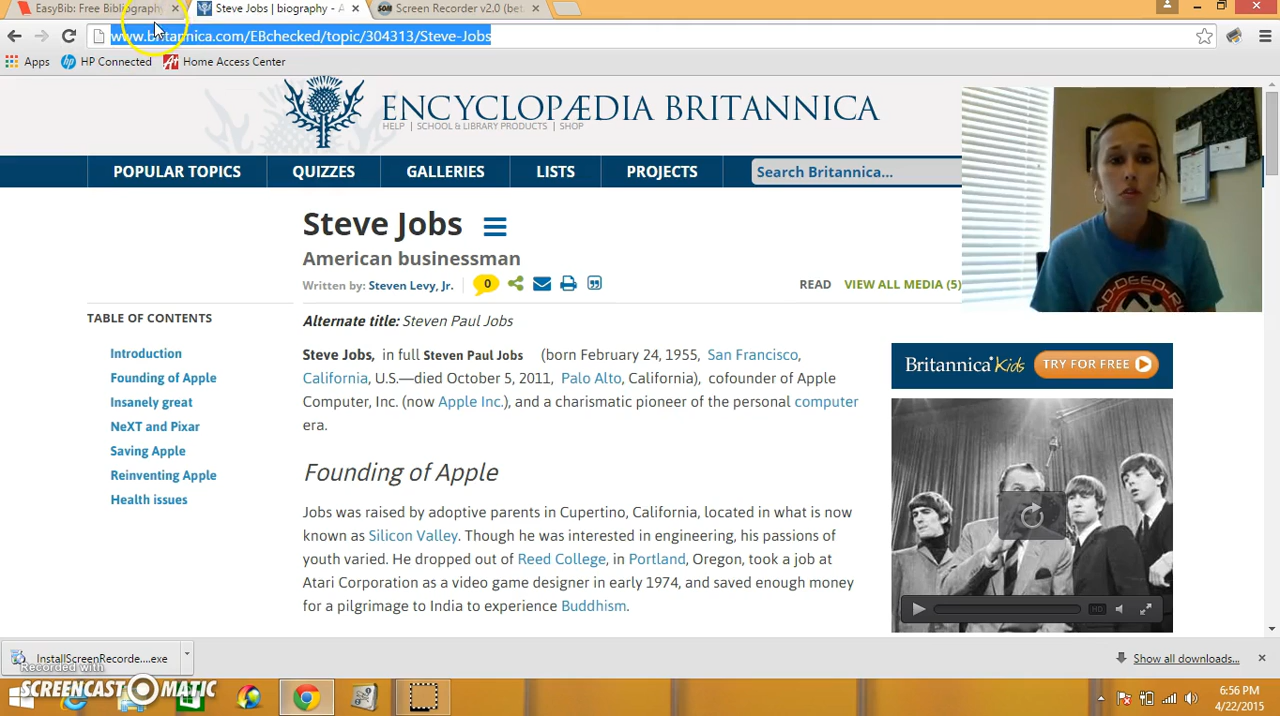 EasyBib: Free Bibliography
Steve Jobs | biography - A
Screen Recorder v2.0 (bet
www.britannica.com/EBchecked/topic/304313/Steve-Jobs
Apps HP Connected Home Access Center
ENCYCLOPÆDIA BRITANNICA
HELP | SCHOOL & LIBRARY PRODUCTS | SHOP
POPULAR TOPICS QUIZZES GALLERIES LISTS PROJECTS Search Britannica...
Steve Jobs
American businessman
Written by: Steven Levy, Jr. 0 READ VIEW ALL MEDIA (5)
TABLE OF CONTENTS
Introduction
Founding of Apple
Insanely great
NeXT and Pixar
Saving Apple
Reinventing Apple
Health issues
Alternate title: Steven Paul Jobs
Steve Jobs, in full Steven Paul Jobs (born February 24, 1955, San Francisco,
California, U.S.—died October 5, 2011, Palo Alto, California), cofounder of Apple
Computer, Inc. (now Apple Inc.), and a charismatic pioneer of the personal computer
era.
Founding of Apple
Jobs was raised by adoptive parents in Cupertino, California, located in what is now
known as Silicon Valley. Though he was interested in engineering, his passions of
youth varied. He dropped out of Reed College, in Portland, Oregon, took a job at
Atari Corporation as a video game designer in early 1974, and saved enough money
for a pilgrimage to India to experience Buddhism.
Britannica Kids TRY FOR FREE
HD
InstallScreenRecorde....exe
Show all downloads...
Recorded with
SCREENCAST MATIC
6:56 PM
4/22/2015